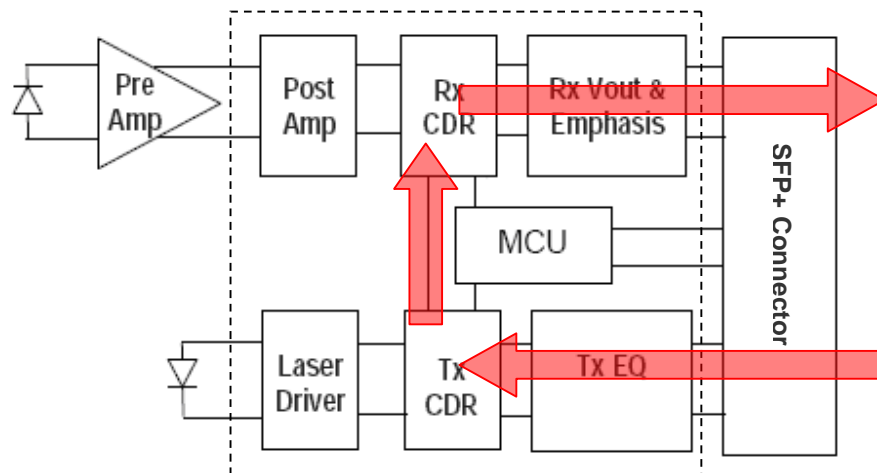 Pre
Amp
Post
Amp
Rx
CDR
Rx Vout &
Emphasis
SFP+ Connector
MCU
Laser
Driver
Tx
CDR
Tx EQ